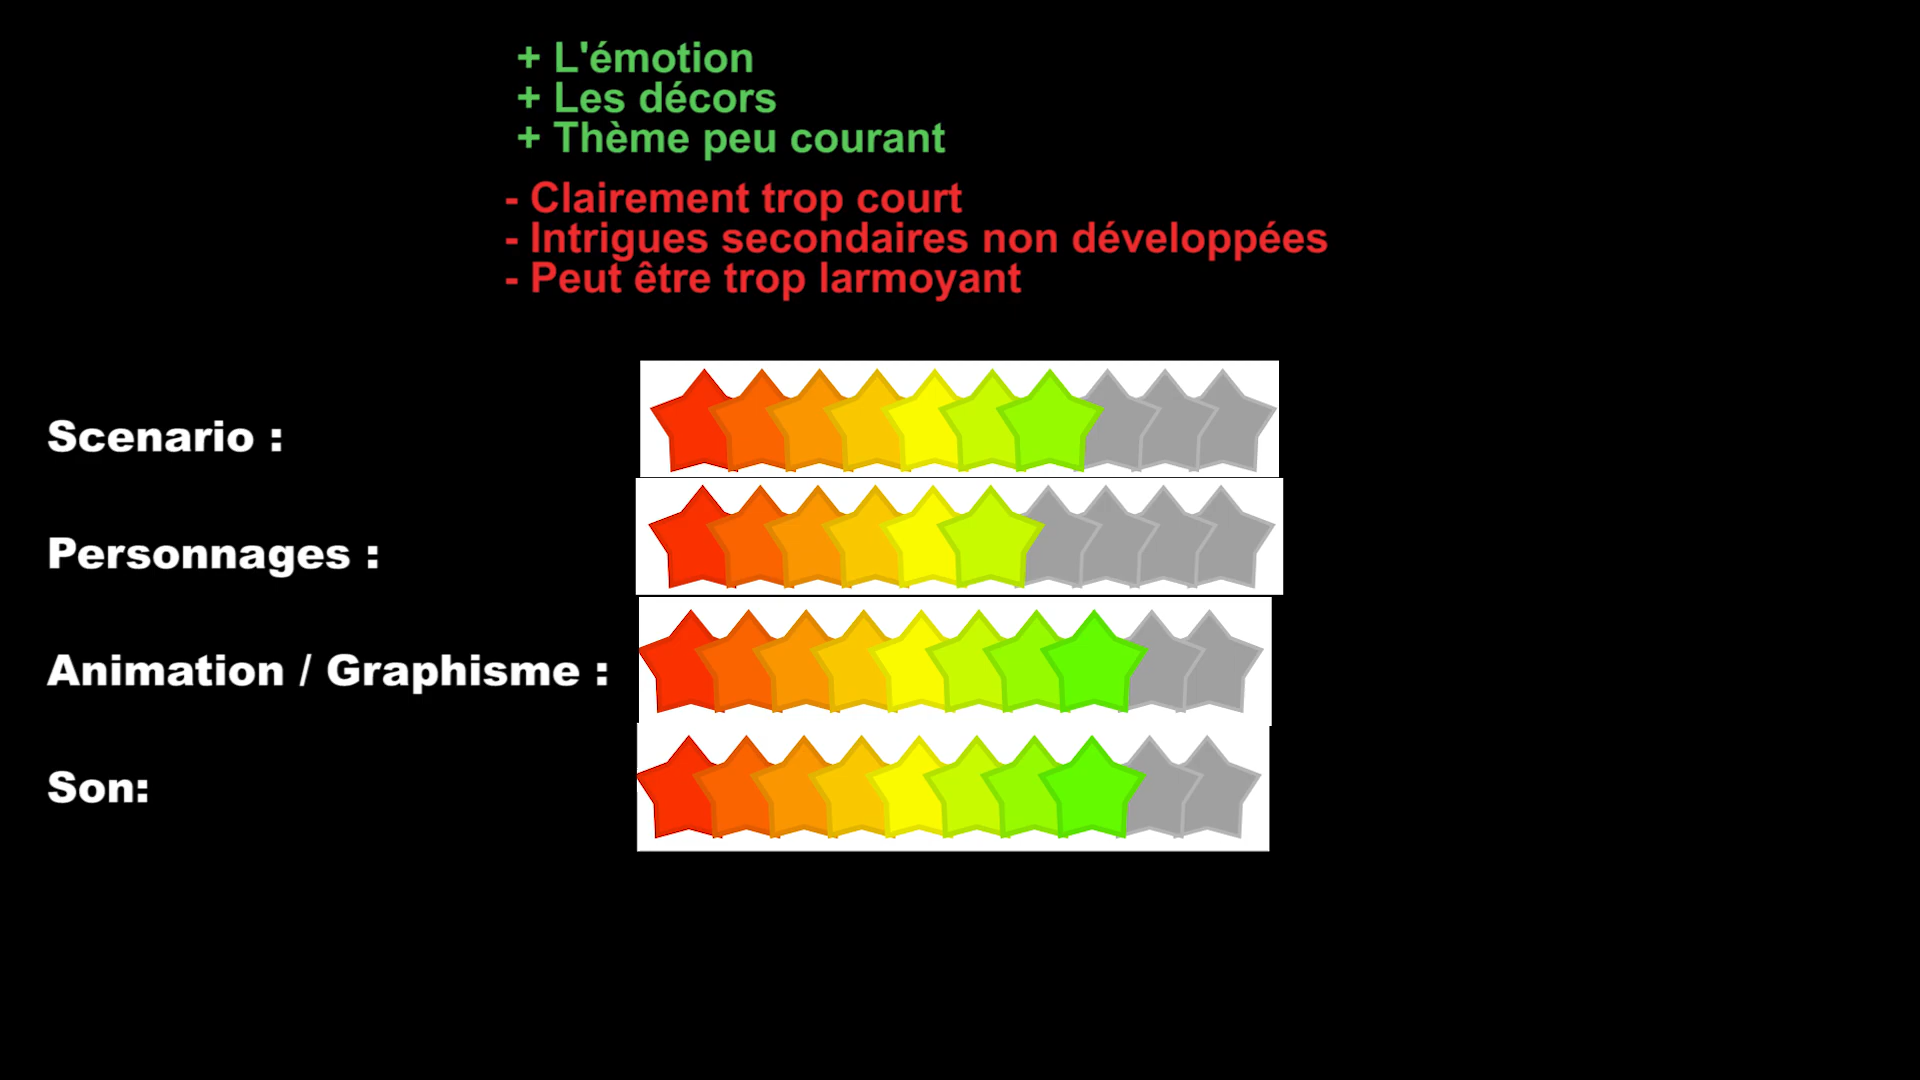 + L'émotion
+ Les décors
+ Thème peu courant
- Clairement trop court
- Intrigues secondaires non développées
- Peut être trop larmoyant
Scenario :
Personnages :
Animation / Graphisme :
Son: